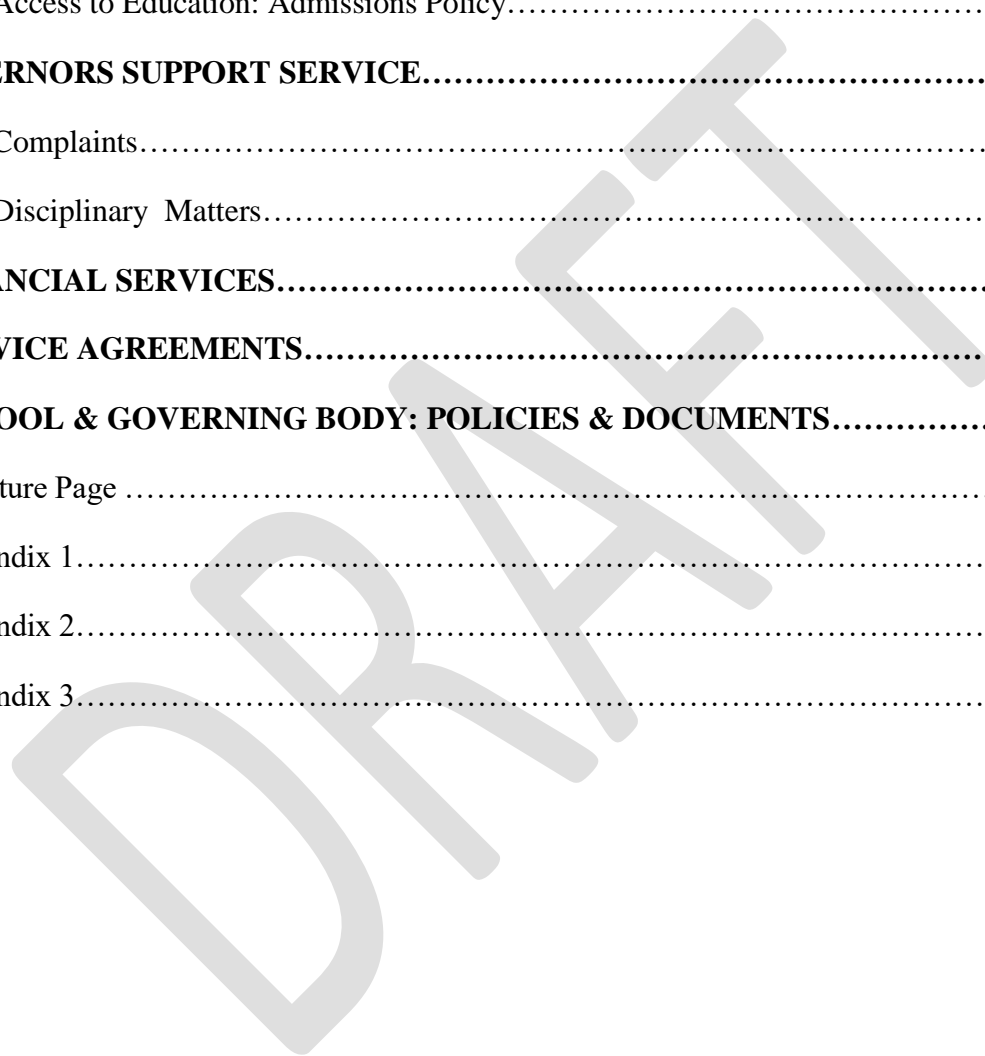 Access to Education: Admissions Policy……………………………………………
ERNORS SUPPORT SERVICE……………………………………………………
Complaints……………………………………………………………………………
Disciplinary Matters…………………………………………………………………
ANCIAL SERVICES…………………………………………………………………
VICE AGREEMENTS………………………………………………………………
OOL & GOVERNING BODY: POLICIES & DOCUMENTS……………
ture Page ……………………………………………………………………………
ndix 1…………………………………………………………………………………
ndix 2…………………………………………………………………………………
ndix 3…………………………………………………………………………………
DRAFT